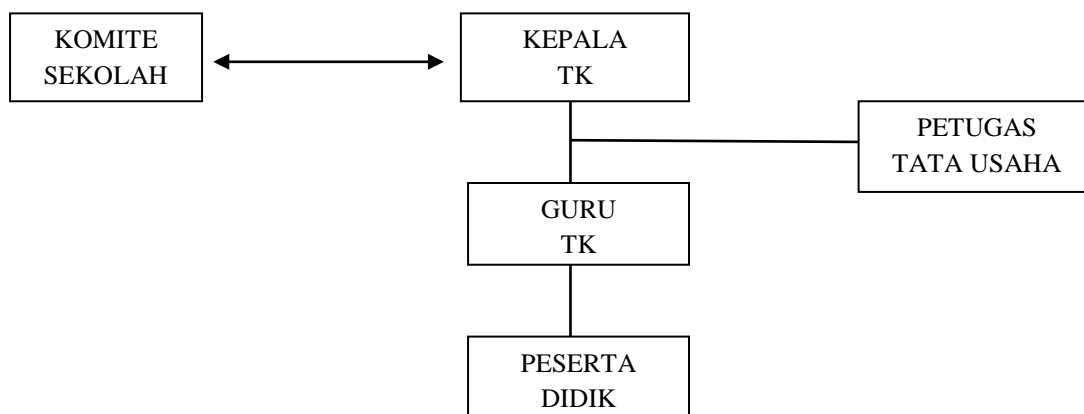 KOMITE
SEKOLAH
KEPALA
TK
PETUGAS
TATA USAHA
GURU
TK
PESERTA
DIDIK